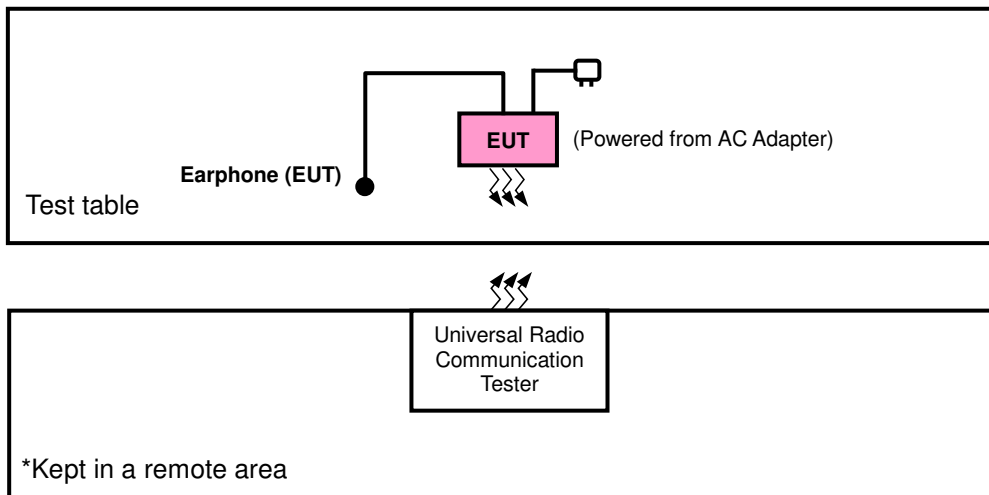 EUT
(Powered from AC Adapter)
Earphone (EUT)
Test table
Universal Radio
Communication
Tester
*Kept in a remote area